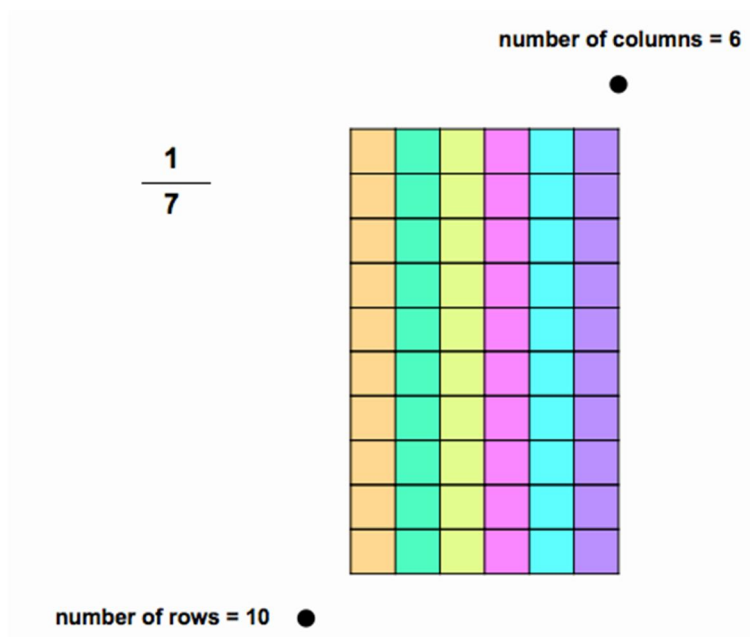 number of columns = 6
1
7
number of rows = 10